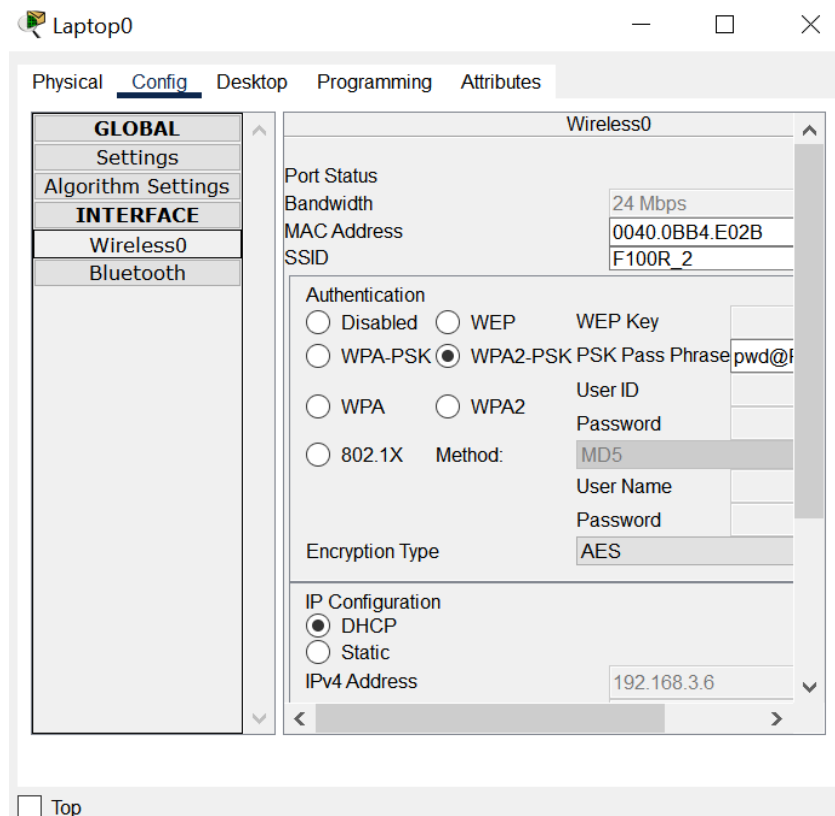 Laptop0
Physical Config Desktop Programming Attributes
GLOBAL
Settings
Algorithm Settings
INTERFACE
Wireless0
Bluetooth
Wireless0
Port Status
Bandwidth 24 Mbps
MAC Address 0040.0BB4.E02B
SSID F100R_2
Authentication
Disabled WEP WEP Key
WPA-PSK WPA2-PSK PSK Pass Phrase pwd@
WPA WPA2 User ID
Password
802.1X Method: MD5
User Name
Password
Encryption Type AES
IP Configuration
DHCP
Static
IPv4 Address 192.168.3.6
Top